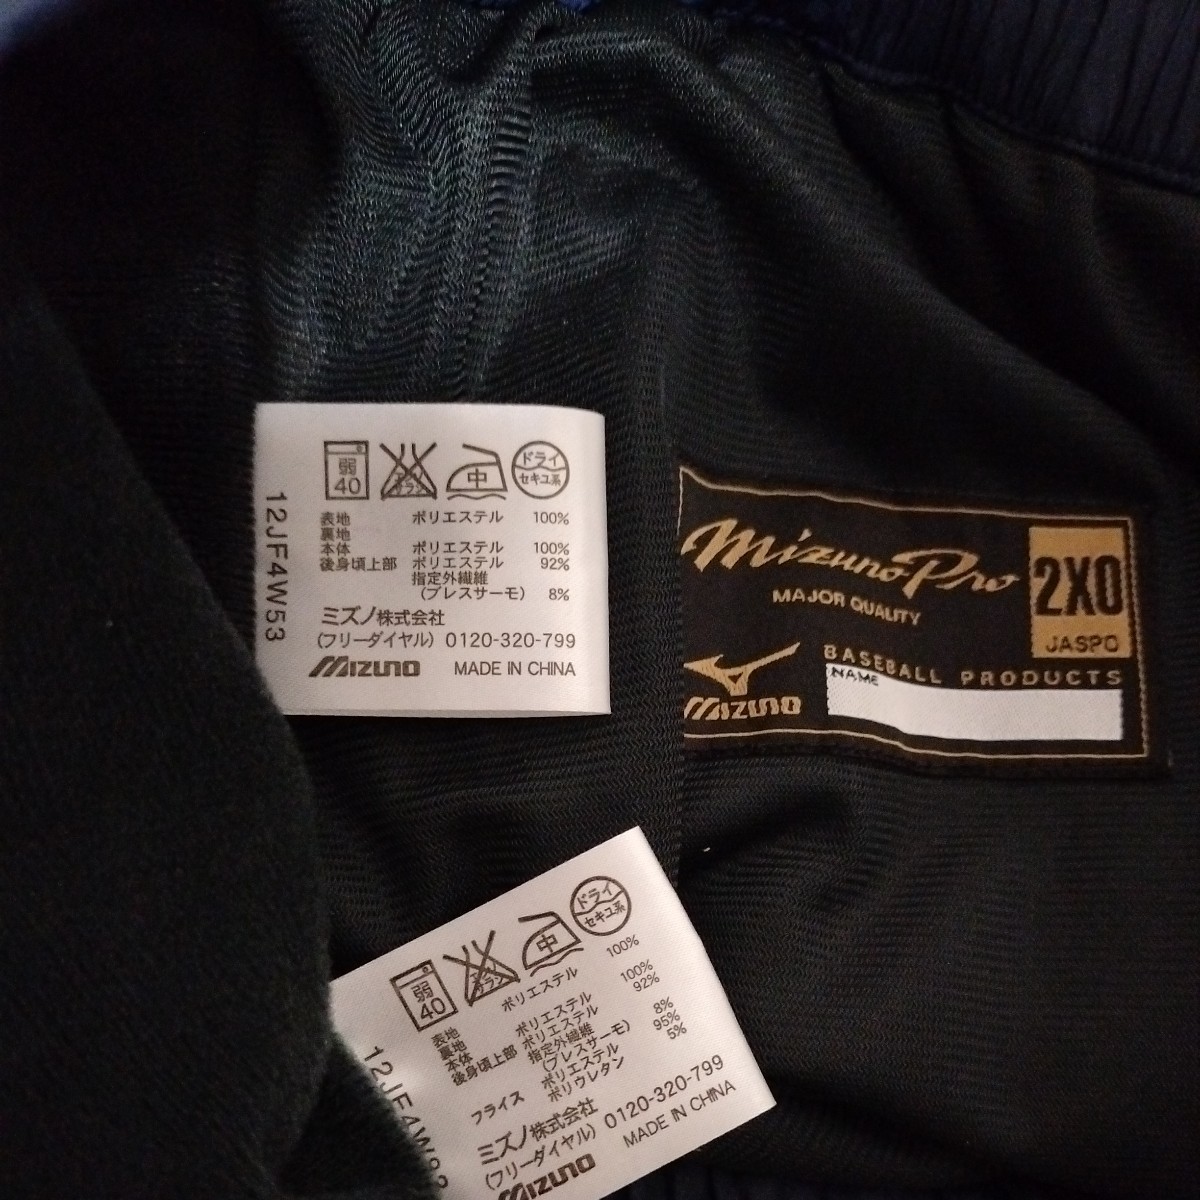 弱
40
エンソ
サラシ
中
ドライ
セキユ系
12JF4W53
表地 ポリエステル 100%
裏地
本体 ポリエステル 100%
後身頃上部 ポリエステル 92%
指定外繊維
(ブレスサーモ) 8%
ミズノ株式会社
(フリーダイヤル) 0120-320-799
MIZUNO MADE IN CHINA
Mizuno Pro
MAJOR QUALITY
2XO
JASPO
MIZUNO
BASEBALL PRODUCTS
NAME
弱
40
中
ドライ
セキユ系
表地 ポリエステル 100%
裏地
本体 ポリエステル 100%
後身頃上部 ポリエステル 92%
指定外繊維
(ブレスサーモ) 8%
フライス ポリエステル 95%
ポリウレタン 5%
ミズノ株式会社
(フリーダイヤル) 0120-320-799
MIZUNO MADE IN CHINA